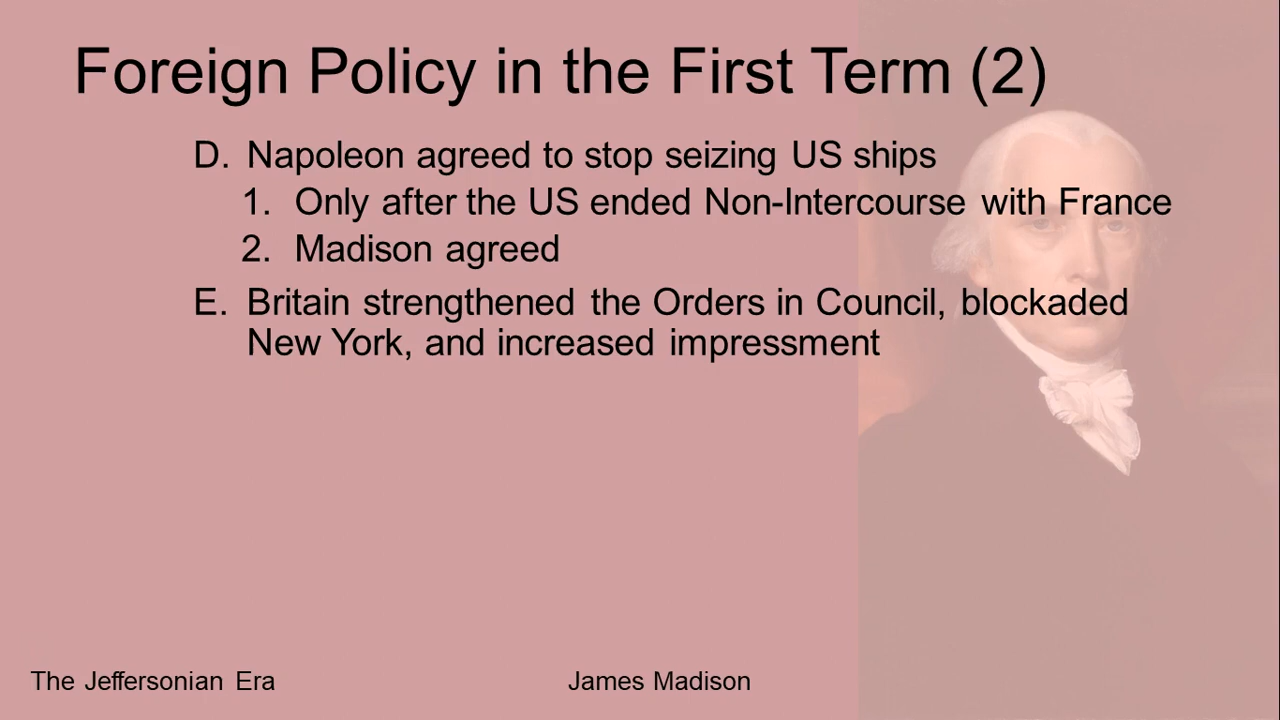 Foreign Policy in the First Term (2)
D. Napoleon agreed to stop seizing US ships
1. Only after the US ended Non-Intercourse with France
2. Madison agreed
E. Britain strengthened the Orders in Council, blockaded
New York, and increased impressment
The Jeffersonian Era
James Madison